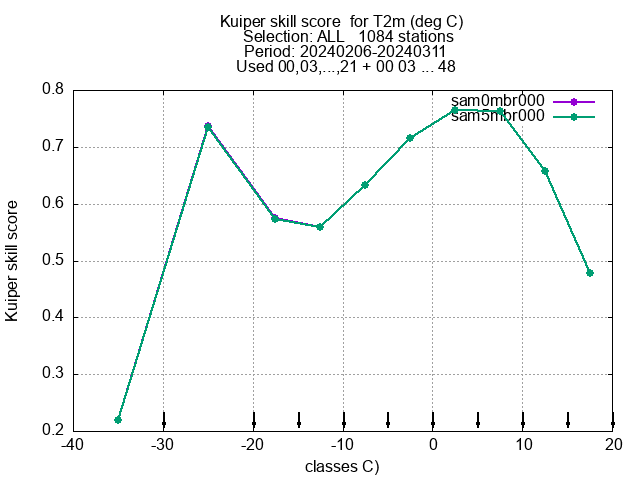 Kuiper skill score  for T2m (deg C)
Selection: ALL   1084 stations
Period: 20240206-20240311
Used 00,03,...,21 + 00 03 ... 48
sam0mbr000
sam5mbr000
0.8
0.7
0.6
0.5
0.4
0.3
0.2
Kuiper skill score
-40 -30 -20 -10 0 10 20
classes C)